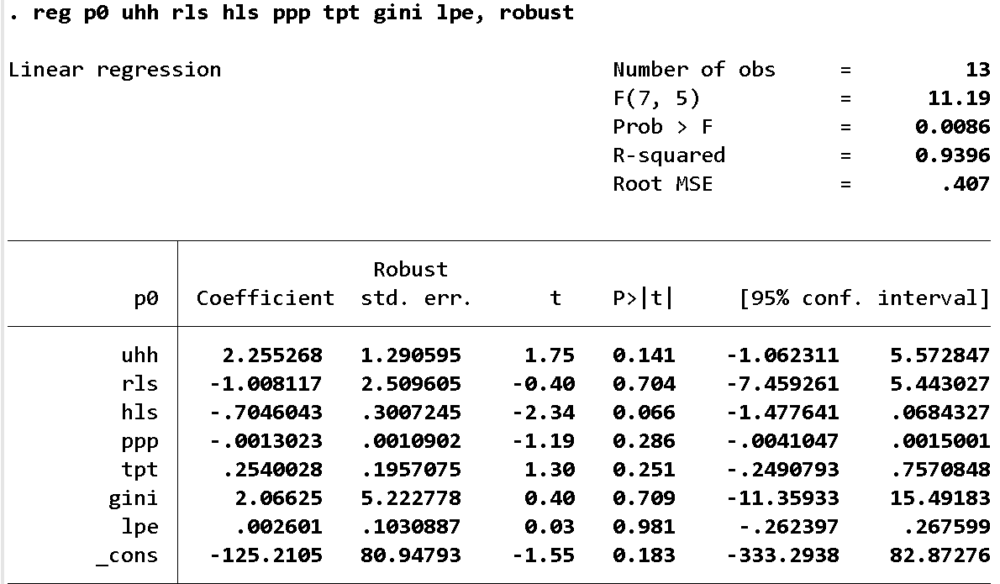 . reg p0 uhh rls hls ppp tpt gini lpe, robust
Linear regression Number of obs = 13
F(7, 5) = 11.19
Prob > F = 0.0086
R-squared = 0.9396
Root MSE = .407
Robust
p0 Coefficient std. err. t P>|t| [95% conf. interval]
uhh 2.255268 1.290595 1.75 0.141 -1.062311 5.572847
rls -1.008117 2.509605 -0.40 0.704 -7.459261 5.443027
hls -.7046043 .3007245 -2.34 0.066 -1.477641 .0684327
ppp -.0013023 .0010902 -1.19 0.286 -.0041047 .0015001
tpt .2540028 .1957075 1.30 0.251 -.2490793 .7570848
gini 2.06625 5.222778 0.40 0.709 -11.35933 15.49183
lpe .002601 .1030887 0.03 0.981 -.262397 .267599
_cons -125.2105 80.94793 -1.55 0.183 -333.2938 82.87276